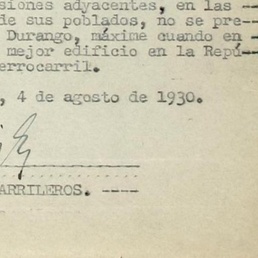 siones adyacentes, en las --
de sus poblados, no se pre-
Durango, máxime cuando en
mejor edificio en la Repú-
errocarril.
, 4 de agosto de 1930.
ARRILEROS. ----